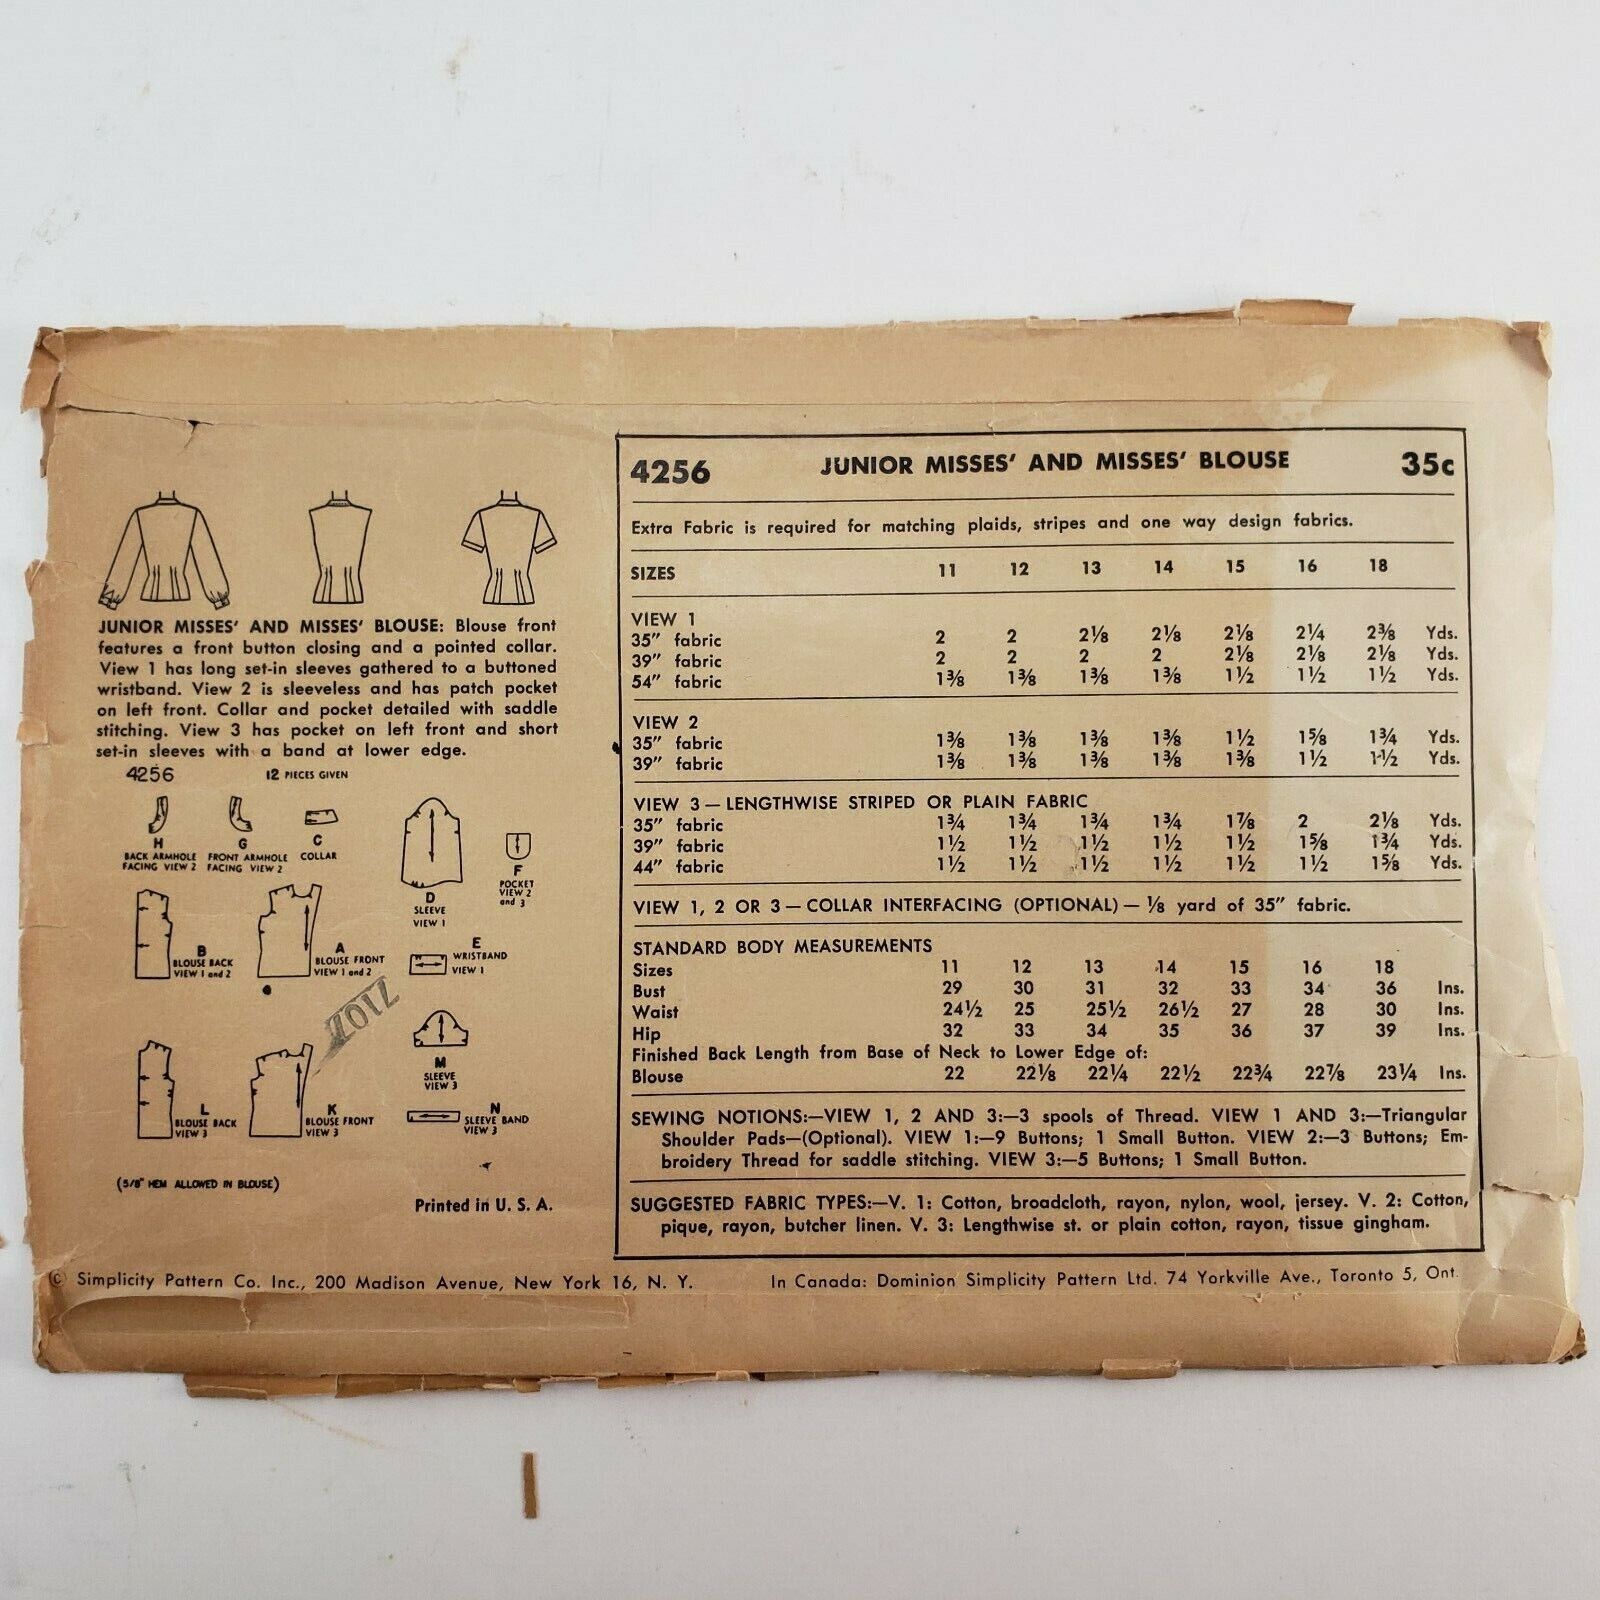 JUNIOR MISSES' AND MISSES' BLOUSE: Blouse front
features a front button closing and a pointed collar.
View 1 has long set-in sleeves gathered to a buttoned
wristband. View 2 is sleeveless and has patch pocket
on left front. Collar and pocket detailed with saddle
stitching. View 3 has pocket on left front and short
set-in sleeves with a band at lower edge.
4256 12 PIECES GIVEN
H
BACK ARMHOLE
FACING VIEW 2
G
FRONT ARMHOLE
FACING VIEW 2
C
COLLAR
D
SLEEVE
VIEW 1
F
POCKET
VIEW 2
and 3
B
BLOUSE BACK
VIEW 1 and 2
A
BLOUSE FRONT
VIEW 1 and 2
E
WRISTBAND
VIEW 1
M
SLEEVE
VIEW 3
L
BLOUSE BACK
VIEW 3
K
BLOUSE FRONT
VIEW 3
N
SLEEVE BAND
VIEW 3
(5/8" HEM ALLOWED IN BLOUSE)
Printed in U. S. A.
4256 JUNIOR MISSES' AND MISSES' BLOUSE 35c
Extra Fabric is required for matching plaids, stripes and one way design fabrics.
SIZES 11 12 13 14 15 16 18
VIEW 1
35" fabric 2 2 2⅛ 2⅛ 2⅛ 2¼ 2⅜ Yds.
39" fabric 2 2 2 2 2⅛ 2⅛ 2⅛ Yds.
54" fabric 1⅜ 1⅜ 1⅜ 1⅜ 1½ 1½ 1½ Yds.
VIEW 2
35" fabric 1⅜ 1⅜ 1⅜ 1⅜ 1½ 1⅝ 1¾ Yds.
39" fabric 1⅜ 1⅜ 1⅜ 1⅜ 1⅜ 1½ 1½ Yds.
VIEW 3 — LENGTHWISE STRIPED OR PLAIN FABRIC
35" fabric 1¾ 1¾ 1¾ 1¾ 1⅞ 2 2⅛ Yds.
39" fabric 1½ 1½ 1½ 1½ 1½ 1⅝ 1¾ Yds.
44" fabric 1½ 1½ 1½ 1½ 1½ 1½ 1⅝ Yds.
VIEW 1, 2 OR 3 — COLLAR INTERFACING (OPTIONAL) — ⅛ yard of 35" fabric.
STANDARD BODY MEASUREMENTS
Sizes 11 12 13 14 15 16 18
Bust 29 30 31 32 33 34 36 Ins.
Waist 24½ 25 25½ 26½ 27 28 30 Ins.
Hip 32 33 34 35 36 37 39 Ins.
Finished Back Length from Base of Neck to Lower Edge of:
Blouse 22 22⅛ 22¼ 22½ 22¾ 22⅞ 23¼ Ins.
SEWING NOTIONS:—VIEW 1, 2 AND 3:—3 spools of Thread. VIEW 1 AND 3:—Triangular
Shoulder Pads—(Optional). VIEW 1:—9 Buttons; 1 Small Button. VIEW 2:—3 Buttons; Em-
broidery Thread for saddle stitching. VIEW 3:—5 Buttons; 1 Small Button.
SUGGESTED FABRIC TYPES:—V. 1: Cotton, broadcloth, rayon, nylon, wool, jersey. V. 2: Cotton,
pique, rayon, butcher linen. V. 3: Lengthwise st. or plain cotton, rayon, tissue gingham.
© Simplicity Pattern Co. Inc., 200 Madison Avenue, New York 16, N. Y. In Canada: Dominion Simplicity Pattern Ltd. 74 Yorkville Ave., Toronto 5, Ont.